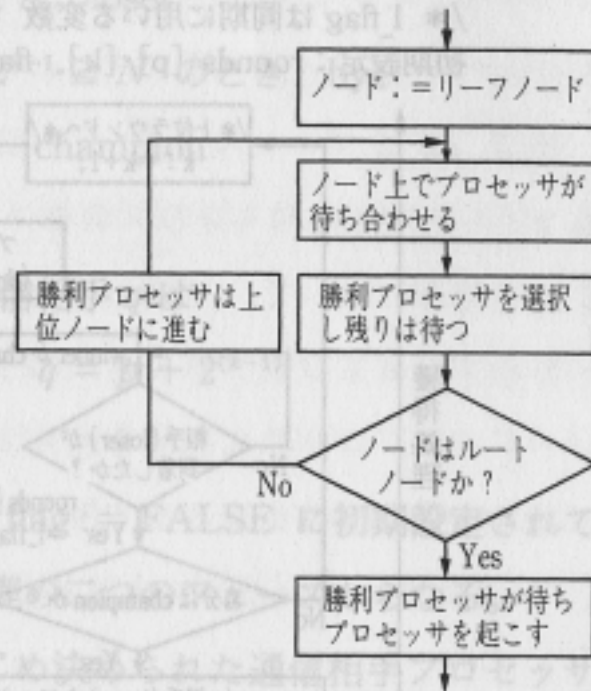 ノード：=リーフノード
ノード上でプロセッサが
待ち合わせる
勝利プロセッサは上
位ノードに進む
勝利プロセッサを選択
し残りは待つ
ノードはルート
ノードか？
No
Yes
勝利プロセッサが待ち
プロセッサを起こす